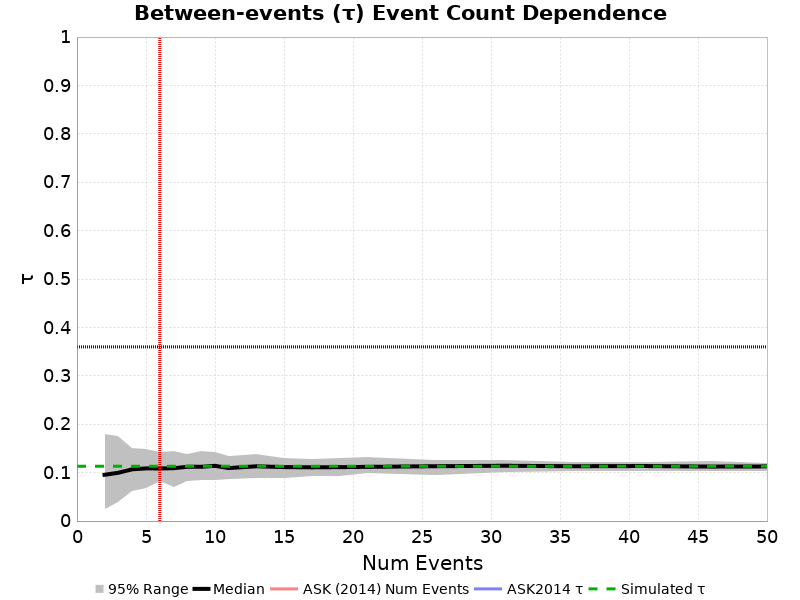 Between-events (τ) Event Count Dependence
1
0.9
0.8
0.7
0.6
0.5
0.4
0.3
0.2
0.1
0
τ
0 5 10 15 20 25 30 35 40 45 50
Num Events
95% Range Median ASK (2014) Num Events ASK2014 τ Simulated τ